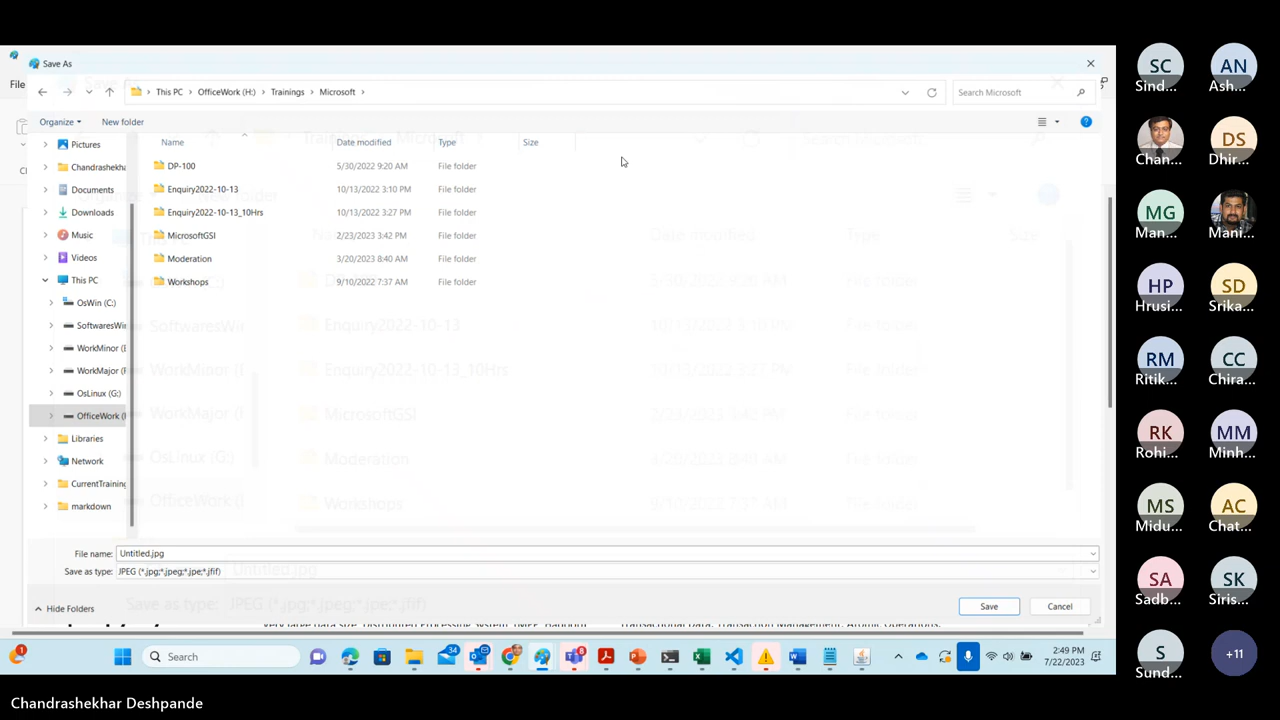 Save As
File
This PC > OfficeWork (H:) > Trainings > Microsoft >
Search Microsoft
Organize
New folder
Name
Date modified
Type
Size
Pictures
Chandrashekha
Documents
Downloads
Music
Videos
This PC
OsWin (C:)
SoftwaresWi
WorkMinor (E
WorkMajor (F
OsLinux (G:)
OfficeWork (
Libraries
Network
CurrentTraining
markdown
DP-100 5/30/2022 9:20 AM File folder
Enquiry2022-10-13 10/13/2022 3:10 PM File folder
Enquiry2022-10-13_10Hrs 10/13/2022 3:27 PM File folder
MicrosoftGSI 2/23/2023 3:42 PM File folder
Moderation 3/20/2023 8:40 AM File folder
Workshops 9/10/2022 7:37 AM File folder
File name: Untitled.jpg
Save as type: JPEG (*.jpg;*.jpeg;*.jpe;*.jfif)
Hide Folders
Save
Cancel
Search
34
8
2:49 PM
7/22/2023
Chandrashekhar Deshpande
SC
Sind...
AN
Ash...
Chan...
DS
Dhir...
MG
Man...
Mani...
HP
Hrusi...
SD
Srika...
RM
Ritik...
CC
Chira...
RK
Rohi...
MM
Minh...
MS
Midu...
AC
Chat...
SA
Sadb...
SK
Siris...
S
Sund...
+11